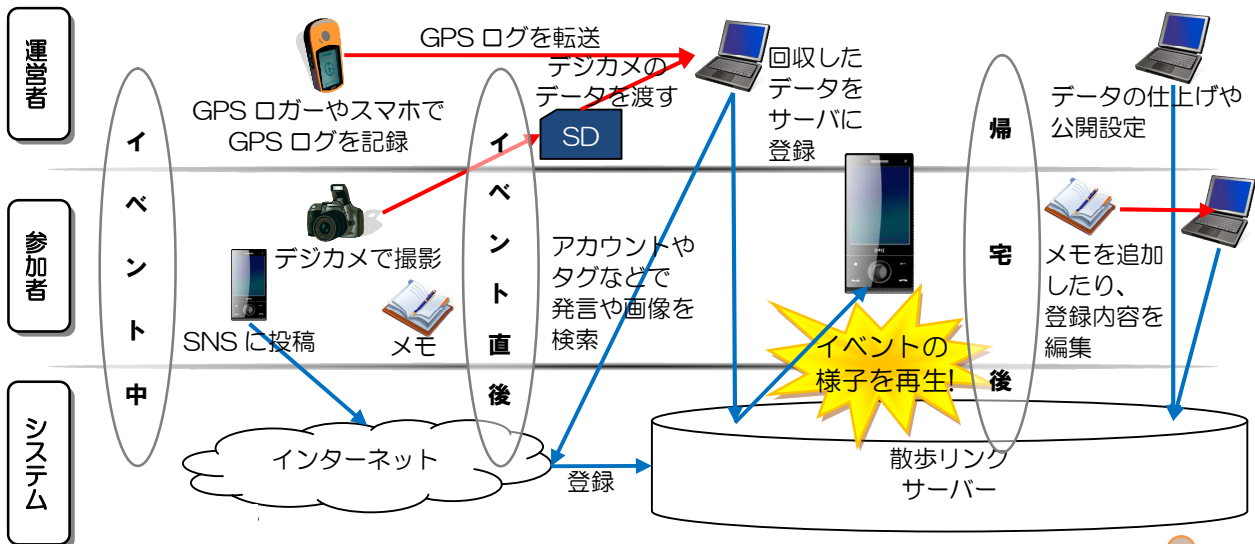 運営者
参加者
システム
イベント中
GPS ログを転送
GPS ロガーやスマホで
GPS ログを記録
デジカメの
データを渡す
SD
イベント直後
回収した
データを
サーバに
登録
データの仕上げや
公開設定
帰宅後
デジカメで撮影
SNS に投稿
メモ
アカウントや
タグなどで
発言や画像を
検索
メモを追加
したり、
登録内容を
編集
イベントの
様子を再生!
インターネット
登録
散歩リンク
サーバー